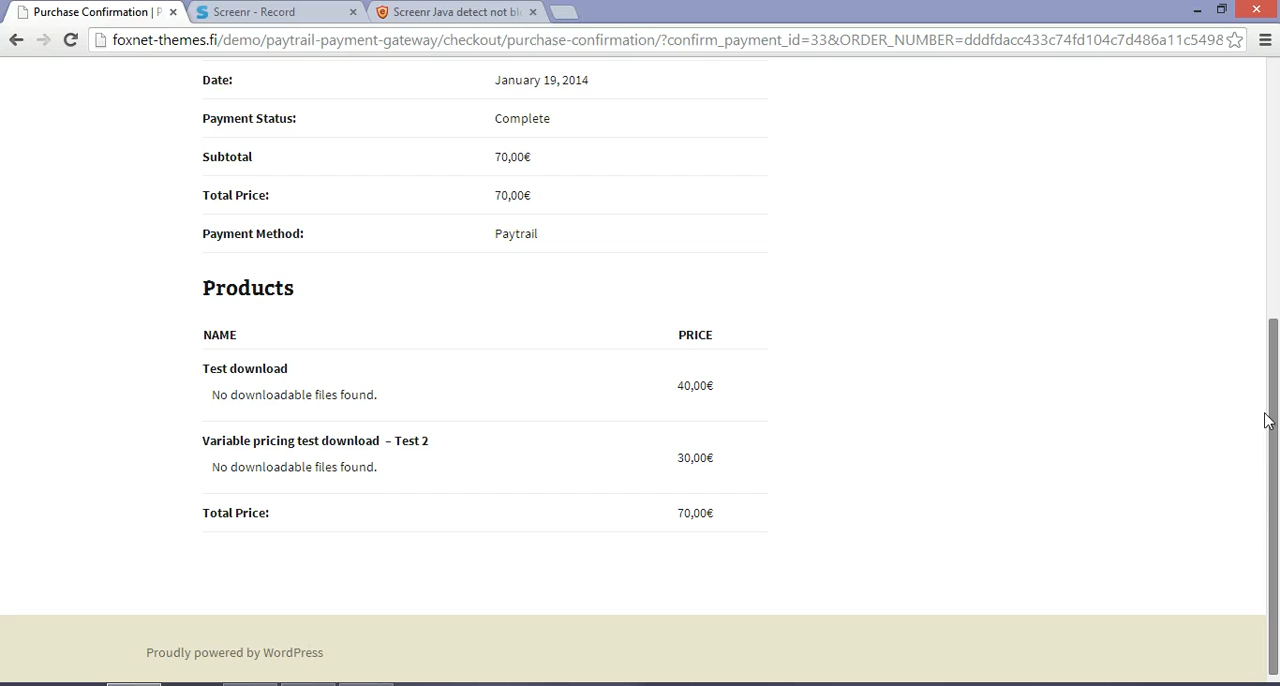 Purchase Confirmation | P
Screenr - Record
Screenr Java detect not bl
foxnet-themes.fi/demo/paytrail-payment-gateway/checkout/purchase-confirmation/?confirm_payment_id=33&ORDER_NUMBER=dddfdacc433c74fd104c7d486a11c5498
Date: January 19, 2014
Payment Status: Complete
Subtotal 70,00€
Total Price: 70,00€
Payment Method: Paytrail
Products
NAME PRICE
Test download
No downloadable files found.
40,00€
Variable pricing test download – Test 2
No downloadable files found.
30,00€
Total Price: 70,00€
Proudly powered by WordPress